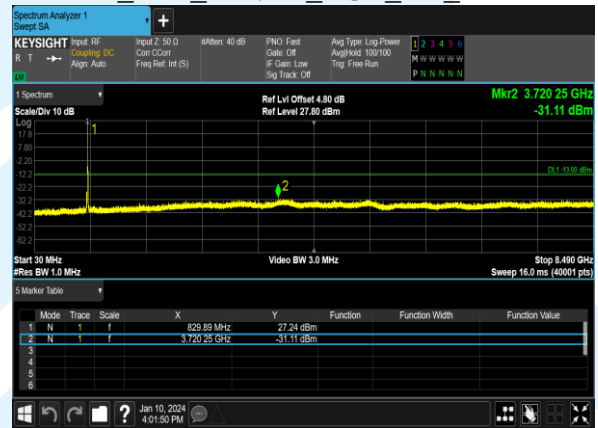 Spectrum Analyzer 1
Swept SA
KEYSIGHT
R T
LV
Input: RF
Coupling: DC
Align: Auto
Input Z: 50 Ω
Corr CCorr
Freq Ref: Int (S)
#Atten: 40 dB
PNO: Fast
Gate: Off
IF Gain: Low
Sig Track: Off
Avg Type: Log-Power
Avg|Hold: 100/100
Trig: Free Run
1 2 3 4 5 6
M W W W W W
P N N N N N
1 Spectrum
Scale/Div 10 dB
Ref Lvl Offset 4.80 dB
Ref Level 27.80 dBm
Mkr2 3.720 25 GHz
-31.11 dBm
Log
1
17.8
7.80
-2.20
DL1 -13.00 dBm
-12.2
2
-22.2
-32.2
-42.2
-52.2
-62.2
Start 30 MHz
#Res BW 1.0 MHz
Video BW 3.0 MHz
Stop 8.490 GHz
Sweep 16.0 ms (40001 pts)
5 Marker Table
Mode Trace Scale X Y Function Function Width Function Value
1 N 1 f 829.89 MHz 27.24 dBm
2 N 1 f 3.720 25 GHz -31.11 dBm
3
4
5
6
?
Jan 10, 2024
4:01:50 PM